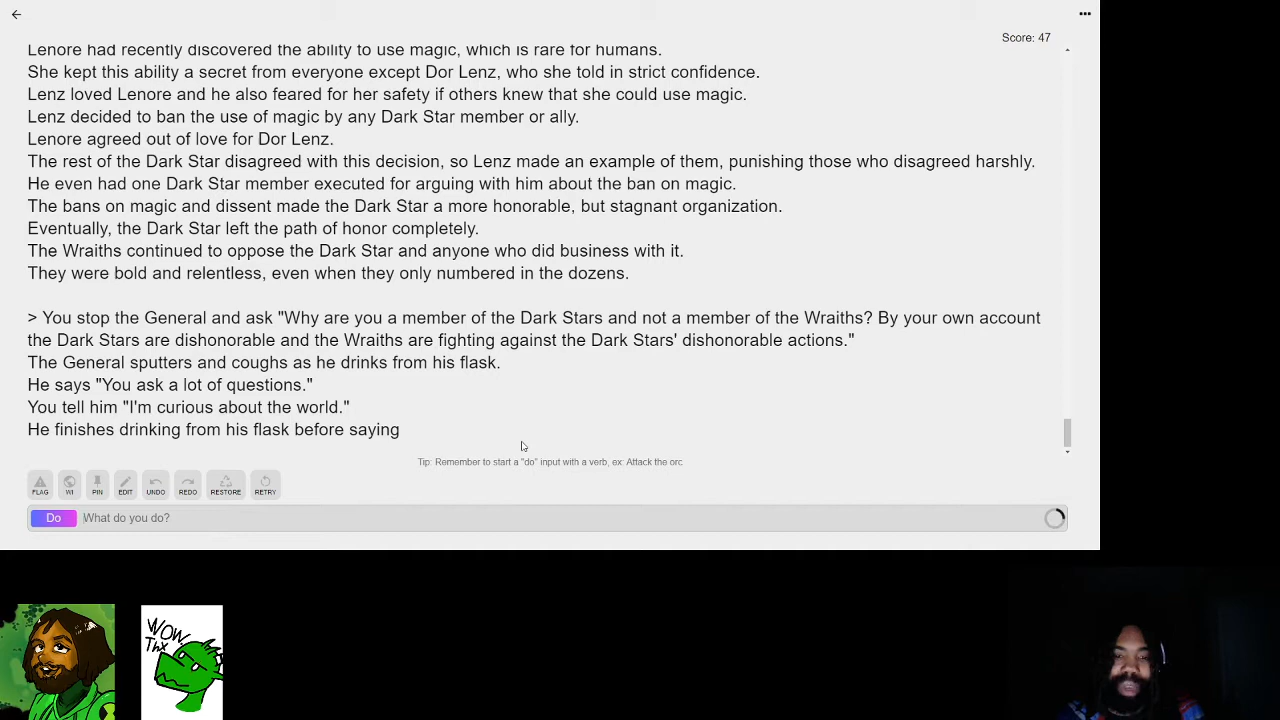 Score: 47
Lenore had recently discovered the ability to use magic, which is rare for humans.
She kept this ability a secret from everyone except Dor Lenz, who she told in strict confidence.
Lenz loved Lenore and he also feared for her safety if others knew that she could use magic.
Lenz decided to ban the use of magic by any Dark Star member or ally.
Lenore agreed out of love for Dor Lenz.
The rest of the Dark Star disagreed with this decision, so Lenz made an example of them, punishing those who disagreed harshly.
He even had one Dark Star member executed for arguing with him about the ban on magic.
The bans on magic and dissent made the Dark Star a more honorable, but stagnant organization.
Eventually, the Dark Star left the path of honor completely.
The Wraiths continued to oppose the Dark Star and anyone who did business with it.
They were bold and relentless, even when they only numbered in the dozens.
> You stop the General and ask "Why are you a member of the Dark Stars and not a member of the Wraiths? By your own account
the Dark Stars are dishonorable and the Wraiths are fighting against the Dark Stars' dishonorable actions."
The General sputters and coughs as he drinks from his flask.
He says "You ask a lot of questions."
You tell him "I'm curious about the world."
He finishes drinking from his flask before saying
Tip: Remember to start a "do" input with a verb, ex: Attack the orc
FLAG WI PIN EDIT UNDO REDO RESTORE RETRY
Do What do you do?
WOW
Thx